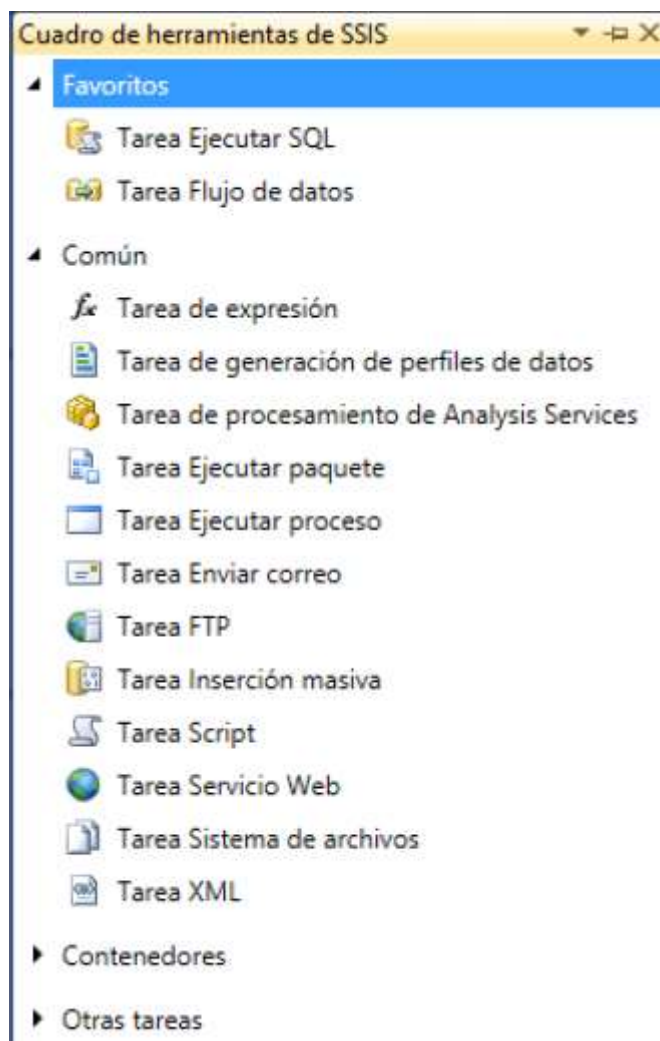 Cuadro de herramientas de SSIS
Favoritos
Tarea Ejecutar SQL
Tarea Flujo de datos
Común
Tarea de expresión
Tarea de generación de perfiles de datos
Tarea de procesamiento de Analysis Services
Tarea Ejecutar paquete
Tarea Ejecutar proceso
Tarea Enviar correo
Tarea FTP
Tarea Inserción masiva
Tarea Script
Tarea Servicio Web
Tarea Sistema de archivos
Tarea XML
Contenedores
Otras tareas